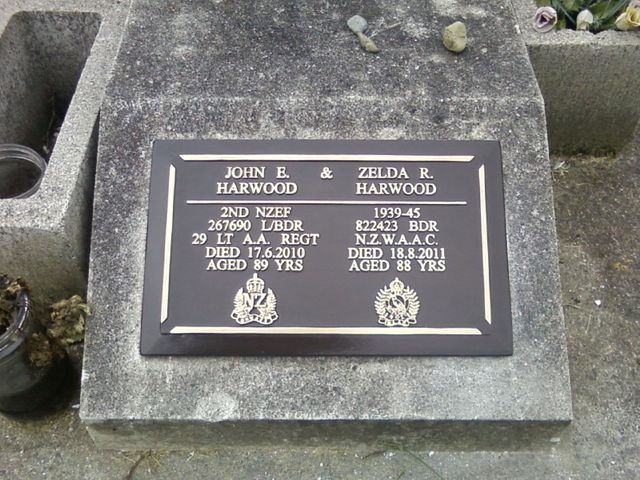 JOHN E. & ZELDA R.
HARWOOD HARWOOD
2ND NZEF
267690 L/BDR
29 LT A.A. REGT
DIED 17.6.2010
AGED 89 YRS
1939-45
822423 BDR
N.Z.W.A.A.C.
DIED 18.8.2011
AGED 88 YRS
NZ